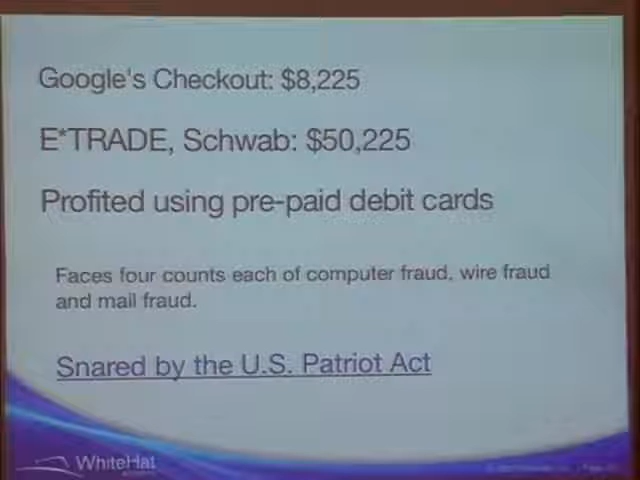 Google's Checkout: $8,225
E*TRADE, Schwab: $50,225
Profited using pre-paid debit cards
Faces four counts each of computer fraud, wire fraud
and mail fraud.
Snared by the U.S. Patriot Act
WhiteHat